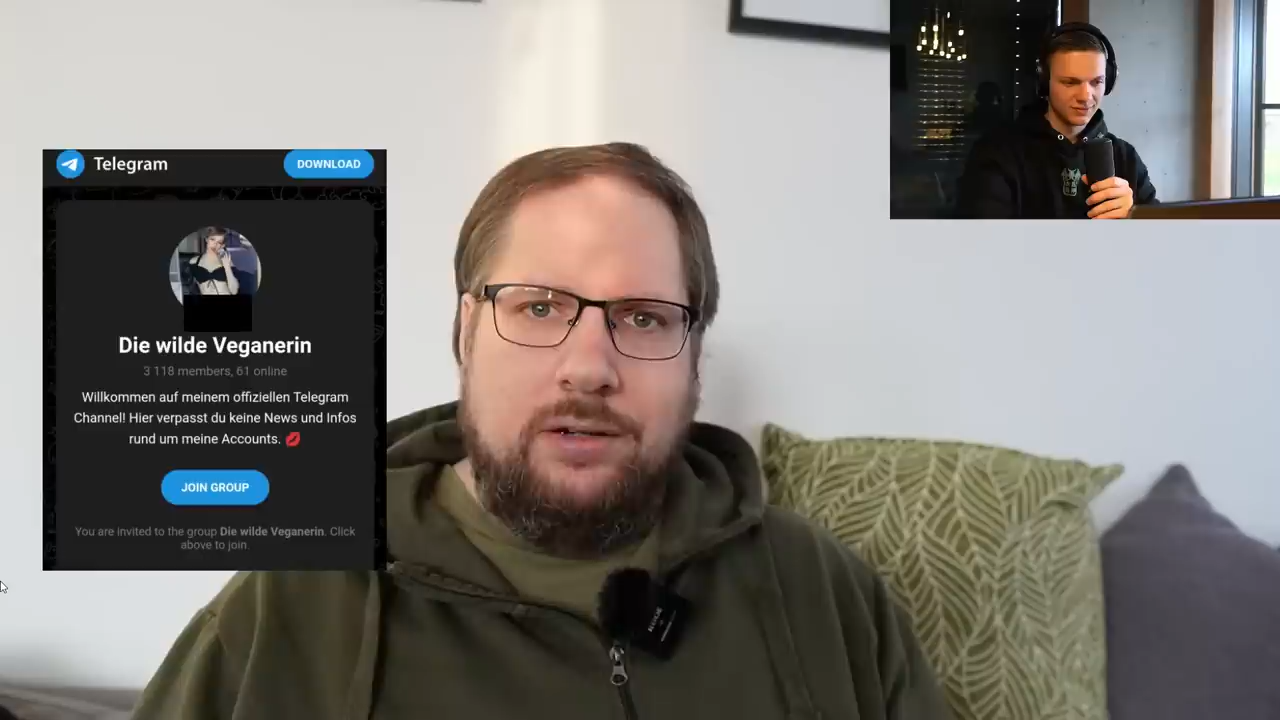 Telegram
DOWNLOAD
Die wilde Veganerin
3 118 members, 61 online
Willkommen auf meinem offiziellen Telegram
Channel! Hier verpasst du keine News und Infos
rund um meine Accounts. 💋
JOIN GROUP
You are invited to the group Die wilde Veganerin. Click
above to join.